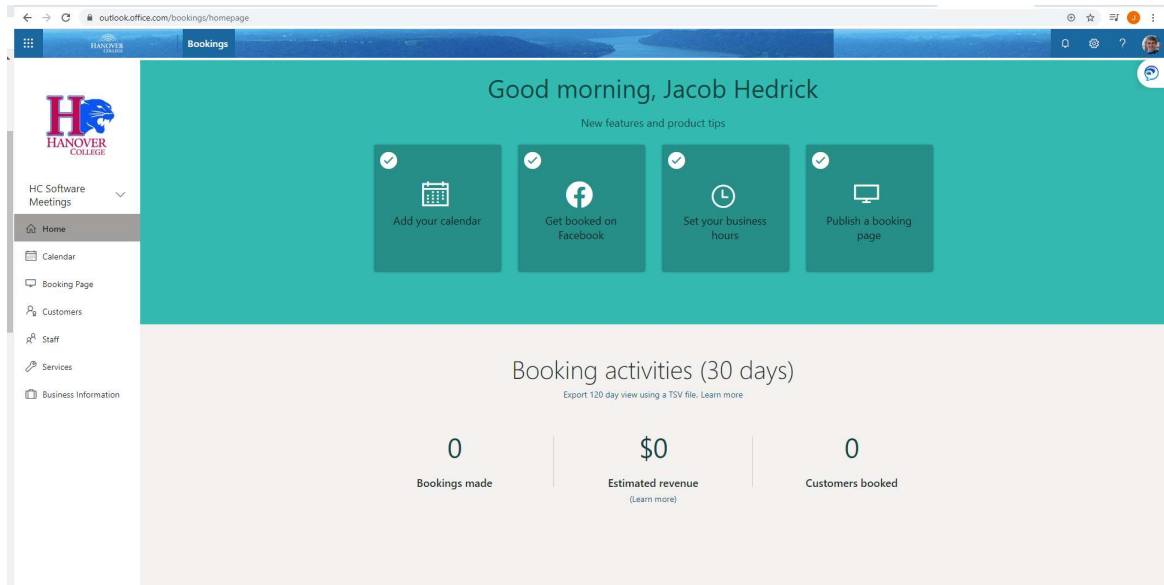 outlook.office.com/bookings/homepage
HANOVER
COLLEGE
Bookings
?
J
H
HANOVER
COLLEGE
HC Software
Meetings
Home
Calendar
Booking Page
Customers
Staff
Services
Business Information
Good morning, Jacob Hedrick
New features and product tips
Add your calendar
Get booked on
Facebook
Set your business
hours
Publish a booking
page
Booking activities (30 days)
Export 120 day view using a TSV file. Learn more
0
Bookings made
$0
Estimated revenue
(Learn more)
0
Customers booked